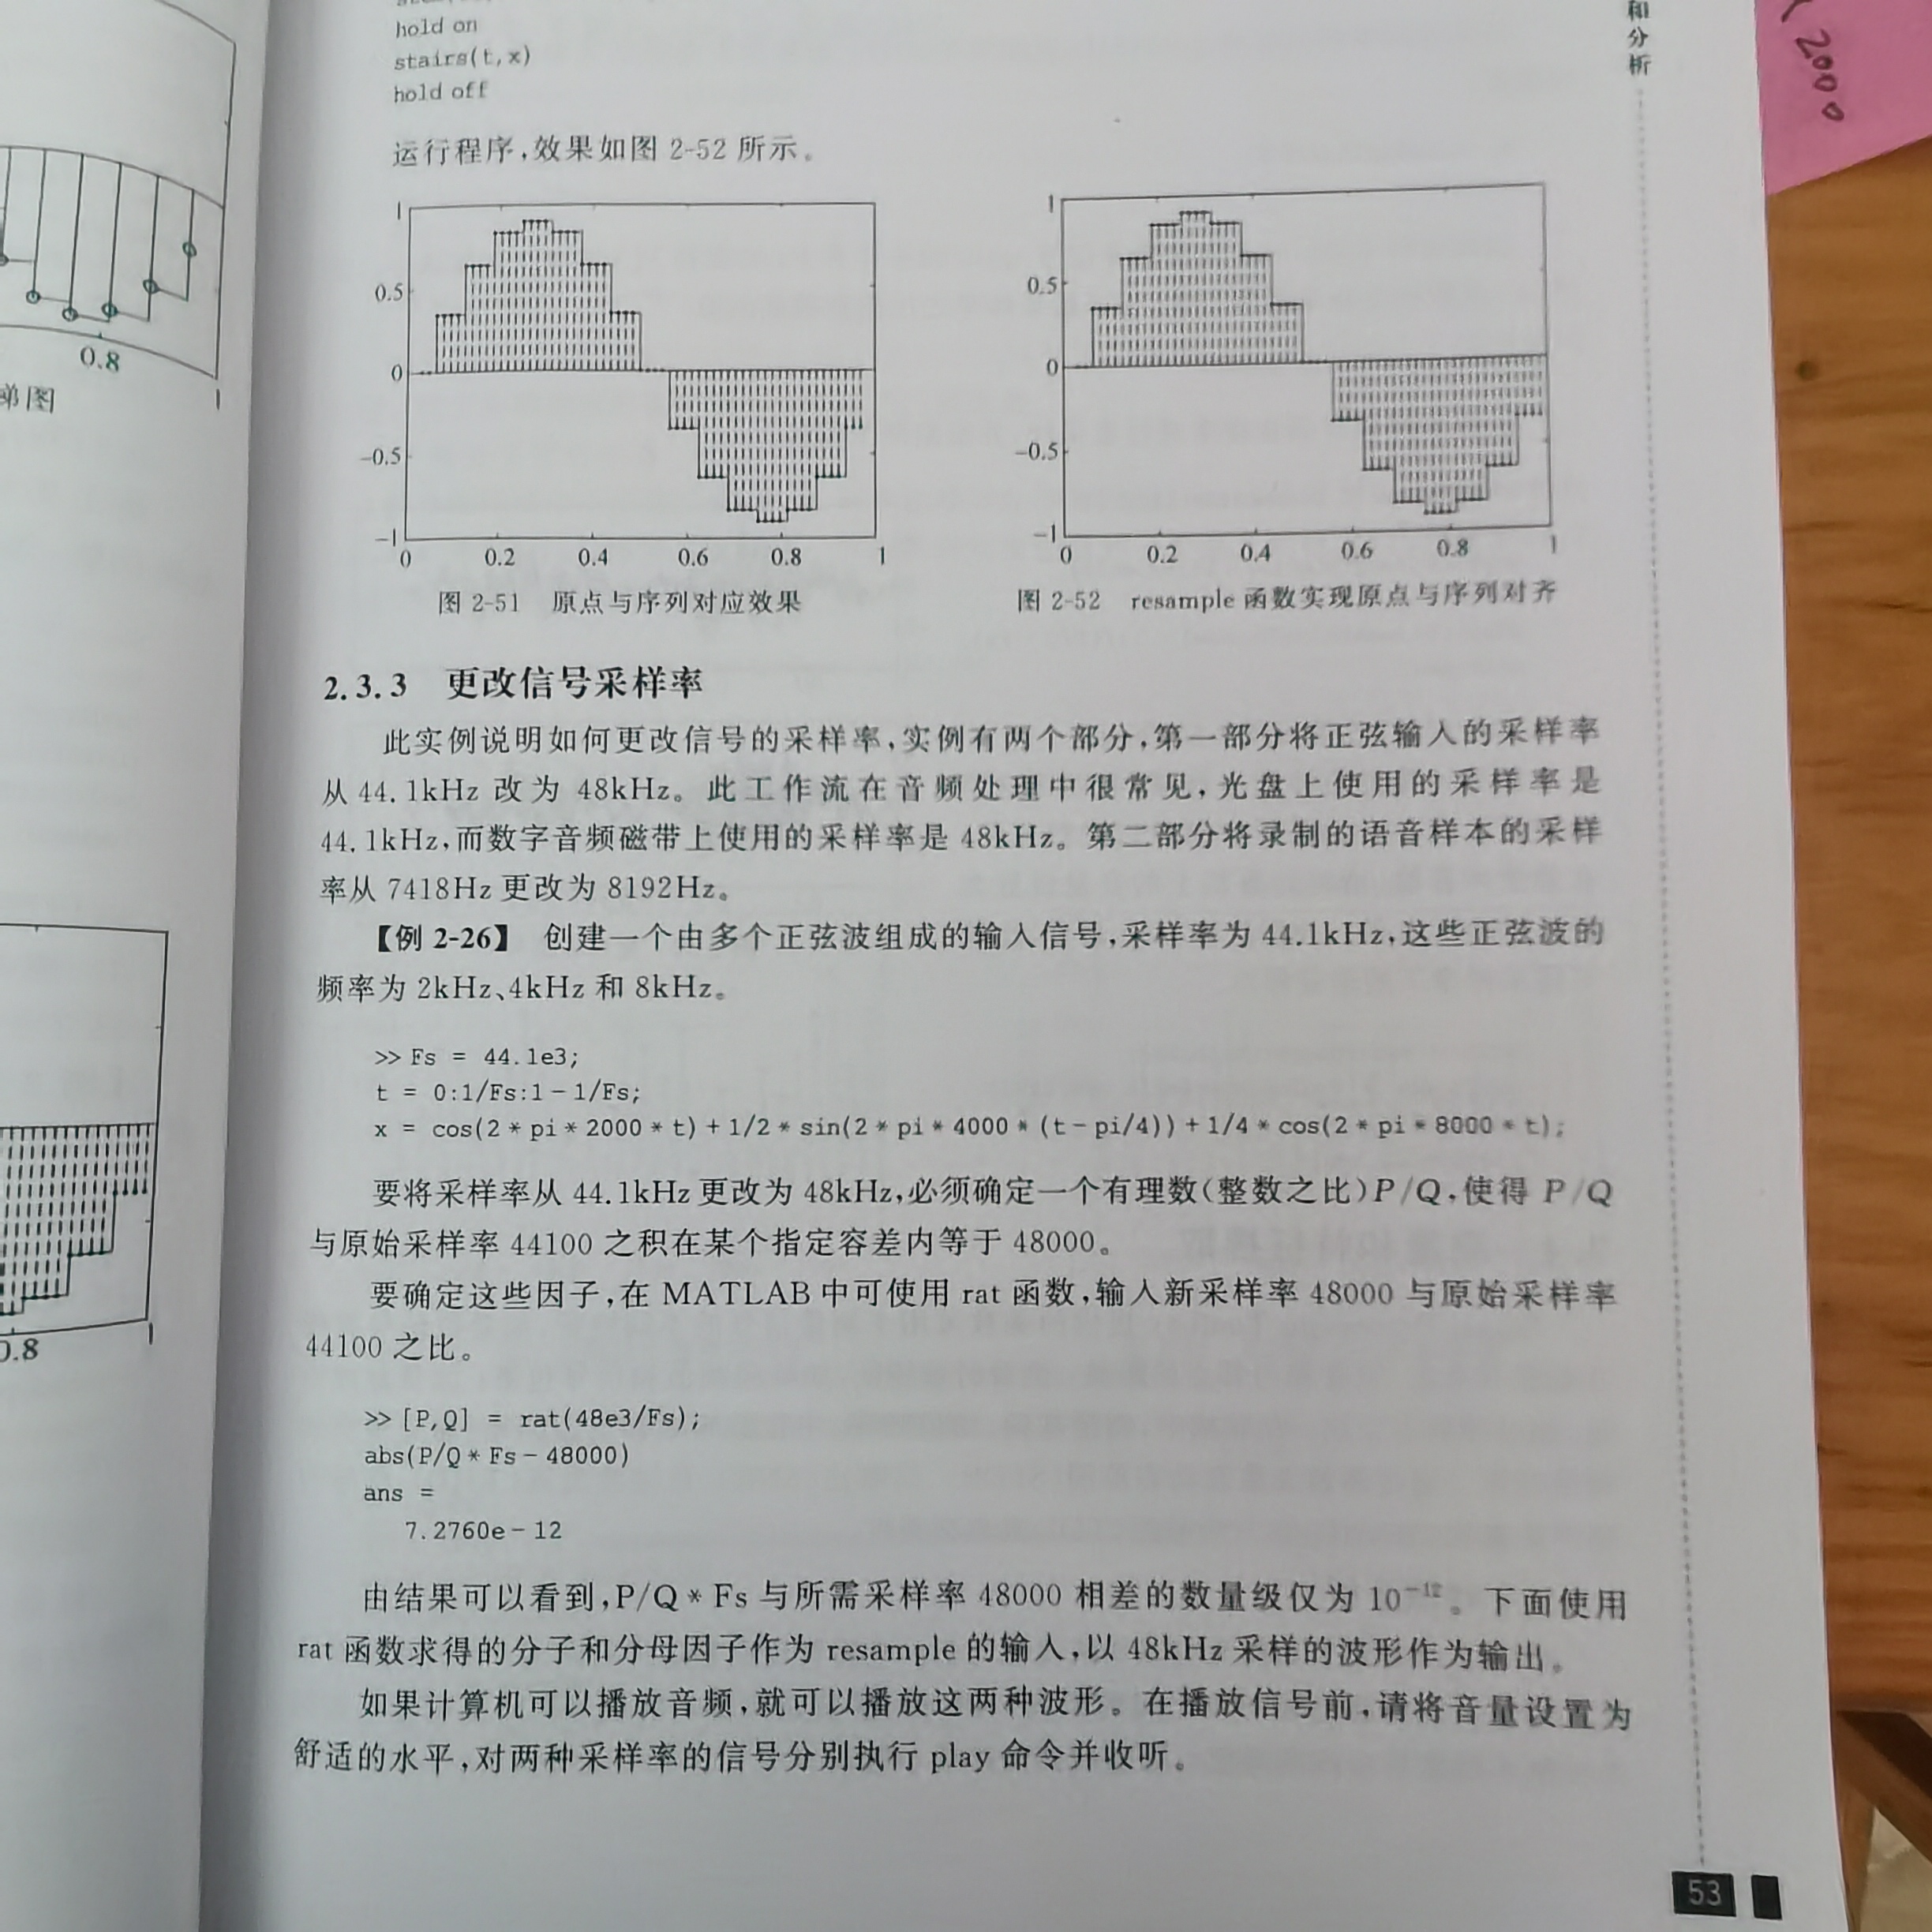 和分析
2000
hold on
stairs(t,x)
hold off
运行程序,效果如图 2-52 所示。
1
0.5
0
-0.5
-1
0 0.2 0.4 0.6 0.8 1
图 2-51 原点与序列对应效果
1
0.5
0
-0.5
-1
0 0.2 0.4 0.6 0.8 1
图 2-52 resample 函数实现原点与序列对齐
0.8
1
梯图
0.8
1
2.3.3 更改信号采样率
此实例说明如何更改信号的采样率,实例有两个部分,第一部分将正弦输入的采样率
从 44.1kHz 改为 48kHz。此工作流在音频处理中很常见,光盘上使用的采样率是
44.1kHz,而数字音频磁带上使用的采样率是 48kHz。第二部分将录制的语音样本的采样
率从 7418Hz 更改为 8192Hz。
【例 2-26】 创建一个由多个正弦波组成的输入信号,采样率为 44.1kHz,这些正弦波的
频率为 2kHz、4kHz 和 8kHz。
>> Fs = 44.1e3;
t = 0:1/Fs:1-1/Fs;
x = cos(2*pi*2000*t)+1/2*sin(2*pi*4000*(t-pi/4))+1/4*cos(2*pi*8000*t);
要将采样率从 44.1kHz 更改为 48kHz,必须确定一个有理数(整数之比)P/Q,使得 P/Q
与原始采样率 44100 之积在某个指定容差内等于 48000。
要确定这些因子,在 MATLAB 中可使用 rat 函数,输入新采样率 48000 与原始采样率
44100 之比。
>> [P,Q] = rat(48e3/Fs);
abs(P/Q*Fs-48000)
ans =
7.2760e-12
由结果可以看到,P/Q*Fs 与所需采样率 48000 相差的数量级仅为 10⁻¹²。下面使用
rat 函数求得的分子和分母因子作为 resample 的输入,以 48kHz 采样的波形作为输出。
如果计算机可以播放音频,就可以播放这两种波形。在播放信号前,请将音量设置为
舒适的水平,对两种采样率的信号分别执行 play 命令并收听。
53